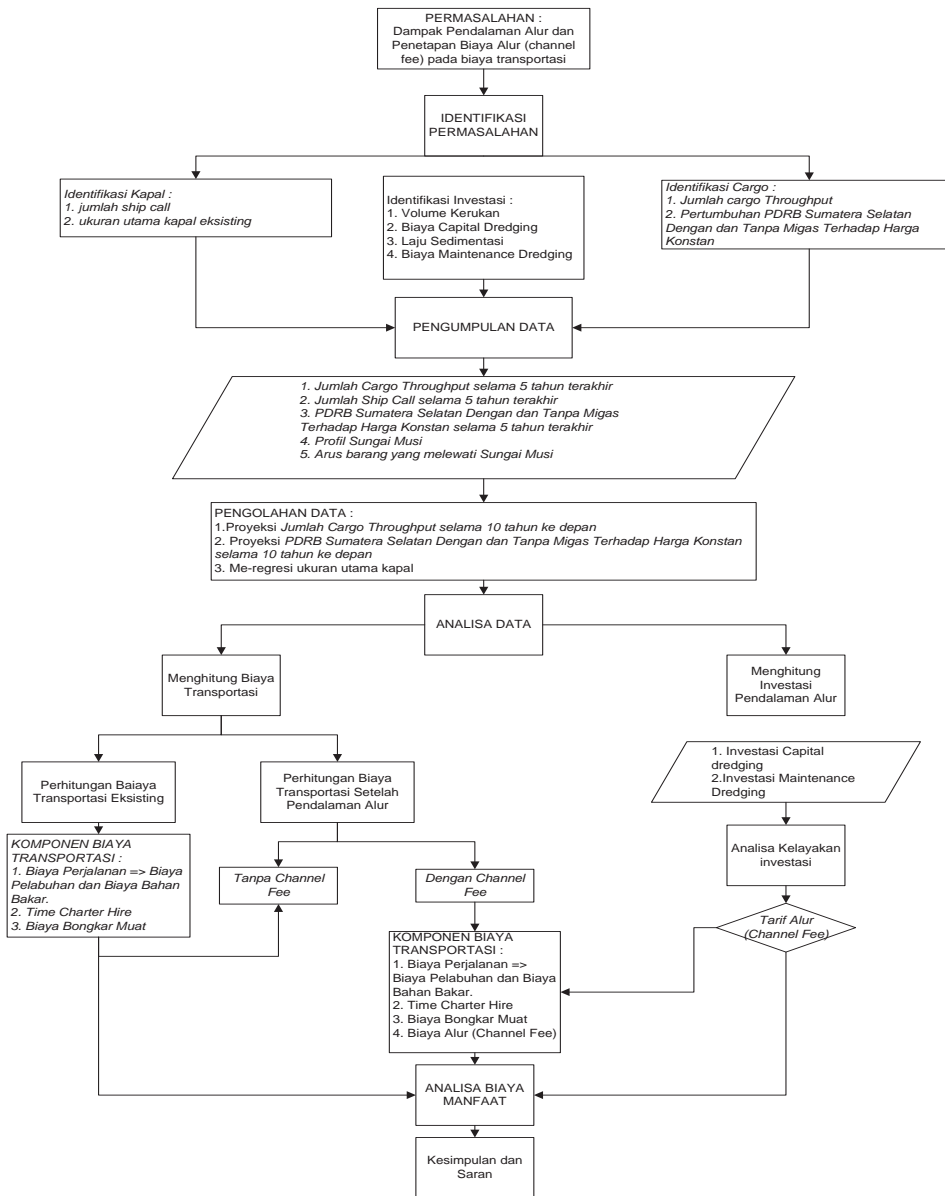 PERMASALAHAN :
Dampak Pendalaman Alur dan
Penetapan Biaya Alur (channel
fee) pada biaya transportasi
IDENTIFIKASI
PERMASALAHAN
Identifikasi Kapal :
1. jumlah ship call
2. ukuran utama kapal eksisting
Identifikasi Investasi :
1. Volume Kerukan
2. Biaya Capital Dredging
3. Laju Sedimentasi
4. Biaya Maintenance Dredging
Identifikasi Cargo :
1. Jumlah cargo Throughput
2. Pertumbuhan PDRB Sumatera Selatan
Dengan dan Tanpa Migas Terhadap Harga
Konstan
PENGUMPULAN DATA
1. Jumlah Cargo Throughput selama 5 tahun terakhir
2. Jumlah Ship Call selama 5 tahun terakhir
3. PDRB Sumatera Selatan Dengan dan Tanpa Migas
Terhadap Harga Konstan selama 5 tahun terakhir
4. Profil Sungai Musi
5. Arus barang yang melewati Sungai Musi
PENGOLAHAN DATA :
1.Proyeksi Jumlah Cargo Throughput selama 10 tahun ke depan
2. Proyeksi PDRB Sumatera Selatan Dengan dan Tanpa Migas Terhadap Harga Konstan
selama 10 tahun ke depan
3. Me-regresi ukuran utama kapal
ANALISA DATA
Menghitung Biaya
Transportasi
Menghitung
Investasi
Pendalaman Alur
Perhitungan Baiaya
Transportasi Eksisting
Perhitungan Biaya
Transportasi Setelah
Pendalaman Alur
1. Investasi Capital
dredging
2.Investasi Maintenance
Dredging
KOMPONEN BIAYA
TRANSPORTASI :
1. Biaya Perjalanan => Biaya
Pelabuhan dan Biaya Bahan
Bakar.
2. Time Charter Hire
3. Biaya Bongkar Muat
Tanpa Channel
Fee
Dengan Channel
Fee
Analisa Kelayakan
investasi
Tarif Alur
(Channel Fee)
KOMPONEN BIAYA
TRANSPORTASI :
1. Biaya Perjalanan =>
Biaya Pelabuhan dan Biaya
Bahan Bakar.
2. Time Charter Hire
3. Biaya Bongkar Muat
4. Biaya Alur (Channel Fee)
ANALISA BIAYA
MANFAAT
Kesimpulan dan
Saran